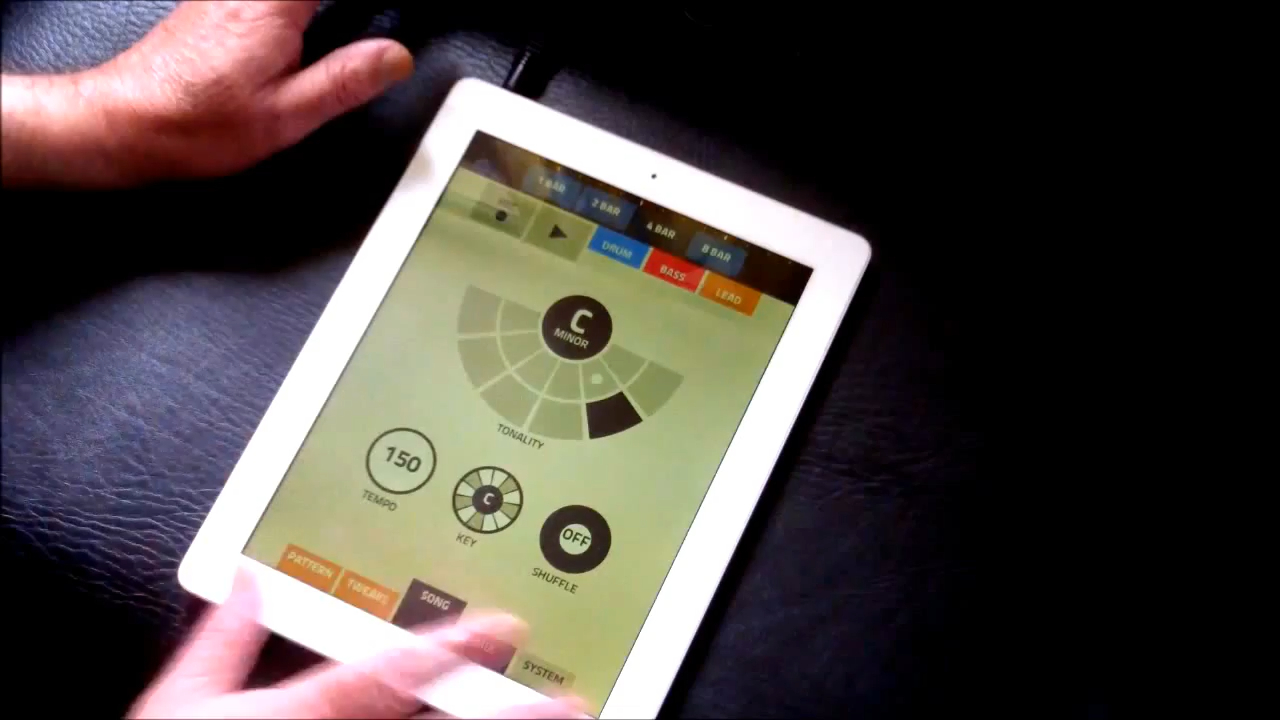 1 BAR
2 BAR
4 BAR
8 BAR
DRUM
BASS
LEAD
C
MINOR
TONALITY
150
TEMPO
C
KEY
OFF
SHUFFLE
PATTERN
TWEAKS
SONG
SYSTEM